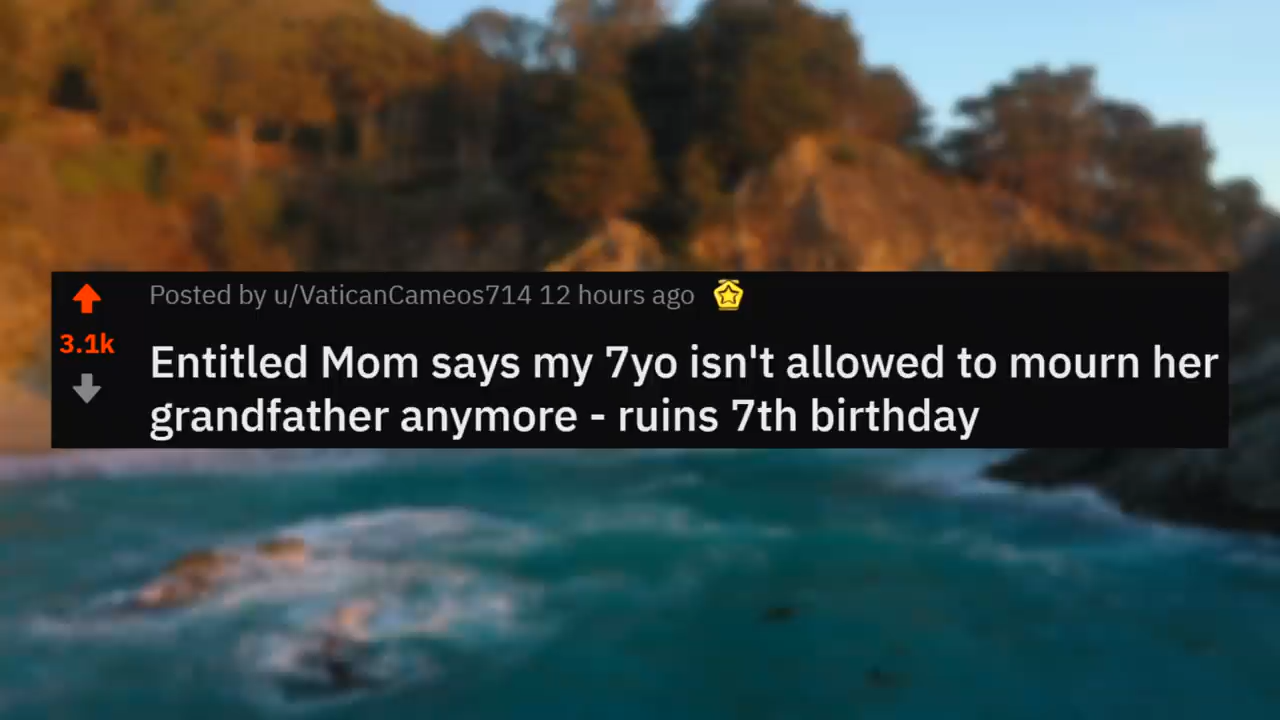 Posted by u/VaticanCameos714 12 hours ago
3.1k
Entitled Mom says my 7yo isn't allowed to mourn her
grandfather anymore - ruins 7th birthday